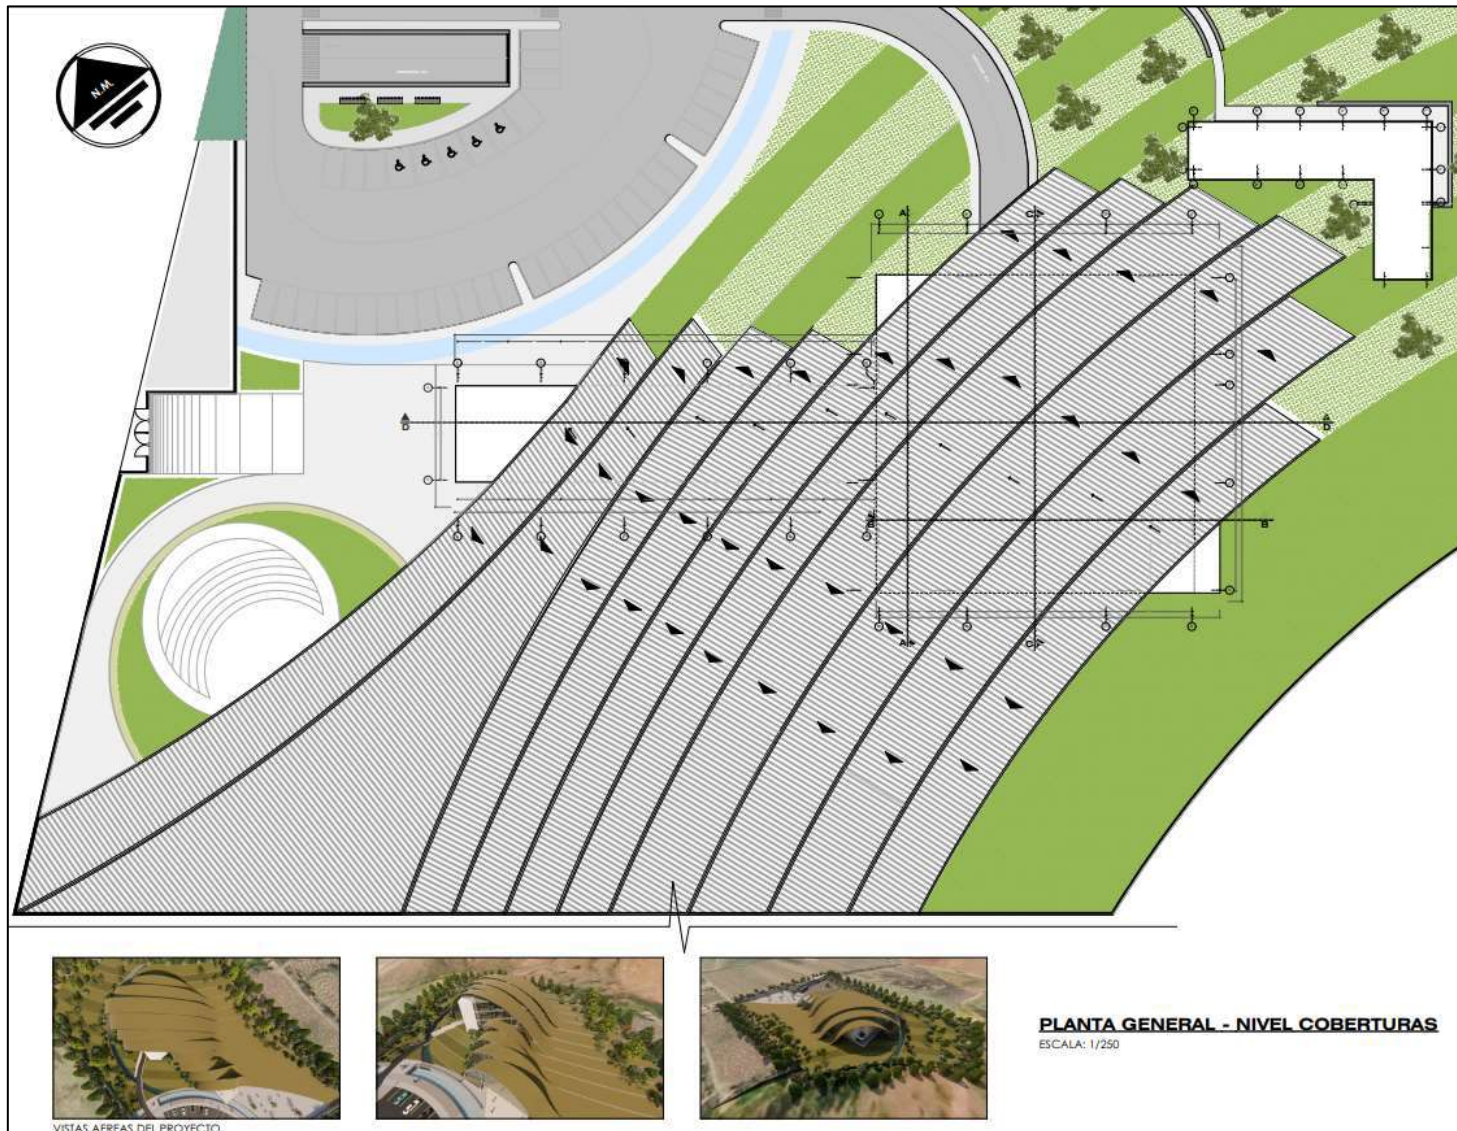 N.M.
A
C
D
D
B
B
A
C
PLANTA GENERAL - NIVEL COBERTURAS
ESCALA: 1/250
VISTAS AEREAS DEL PROYECTO